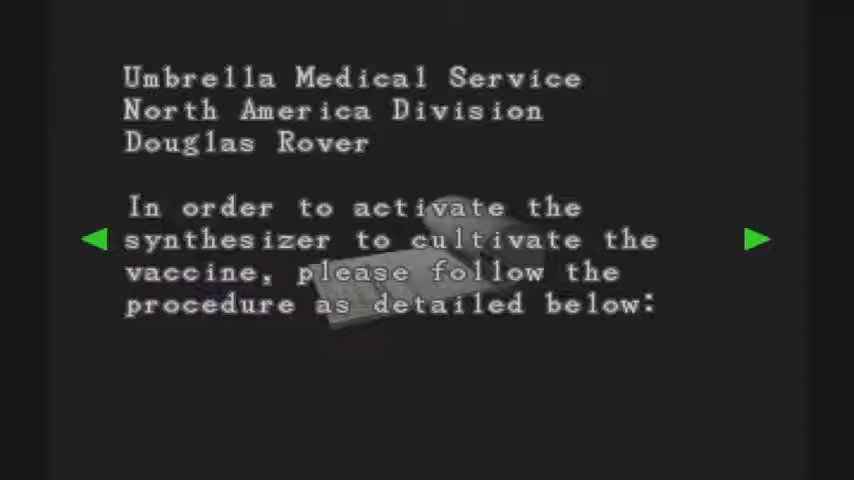 Umbrella Medical Service
North America Division
Douglas Rover
In order to activate the
synthesizer to cultivate the
vaccine, please follow the
procedure as detailed below: